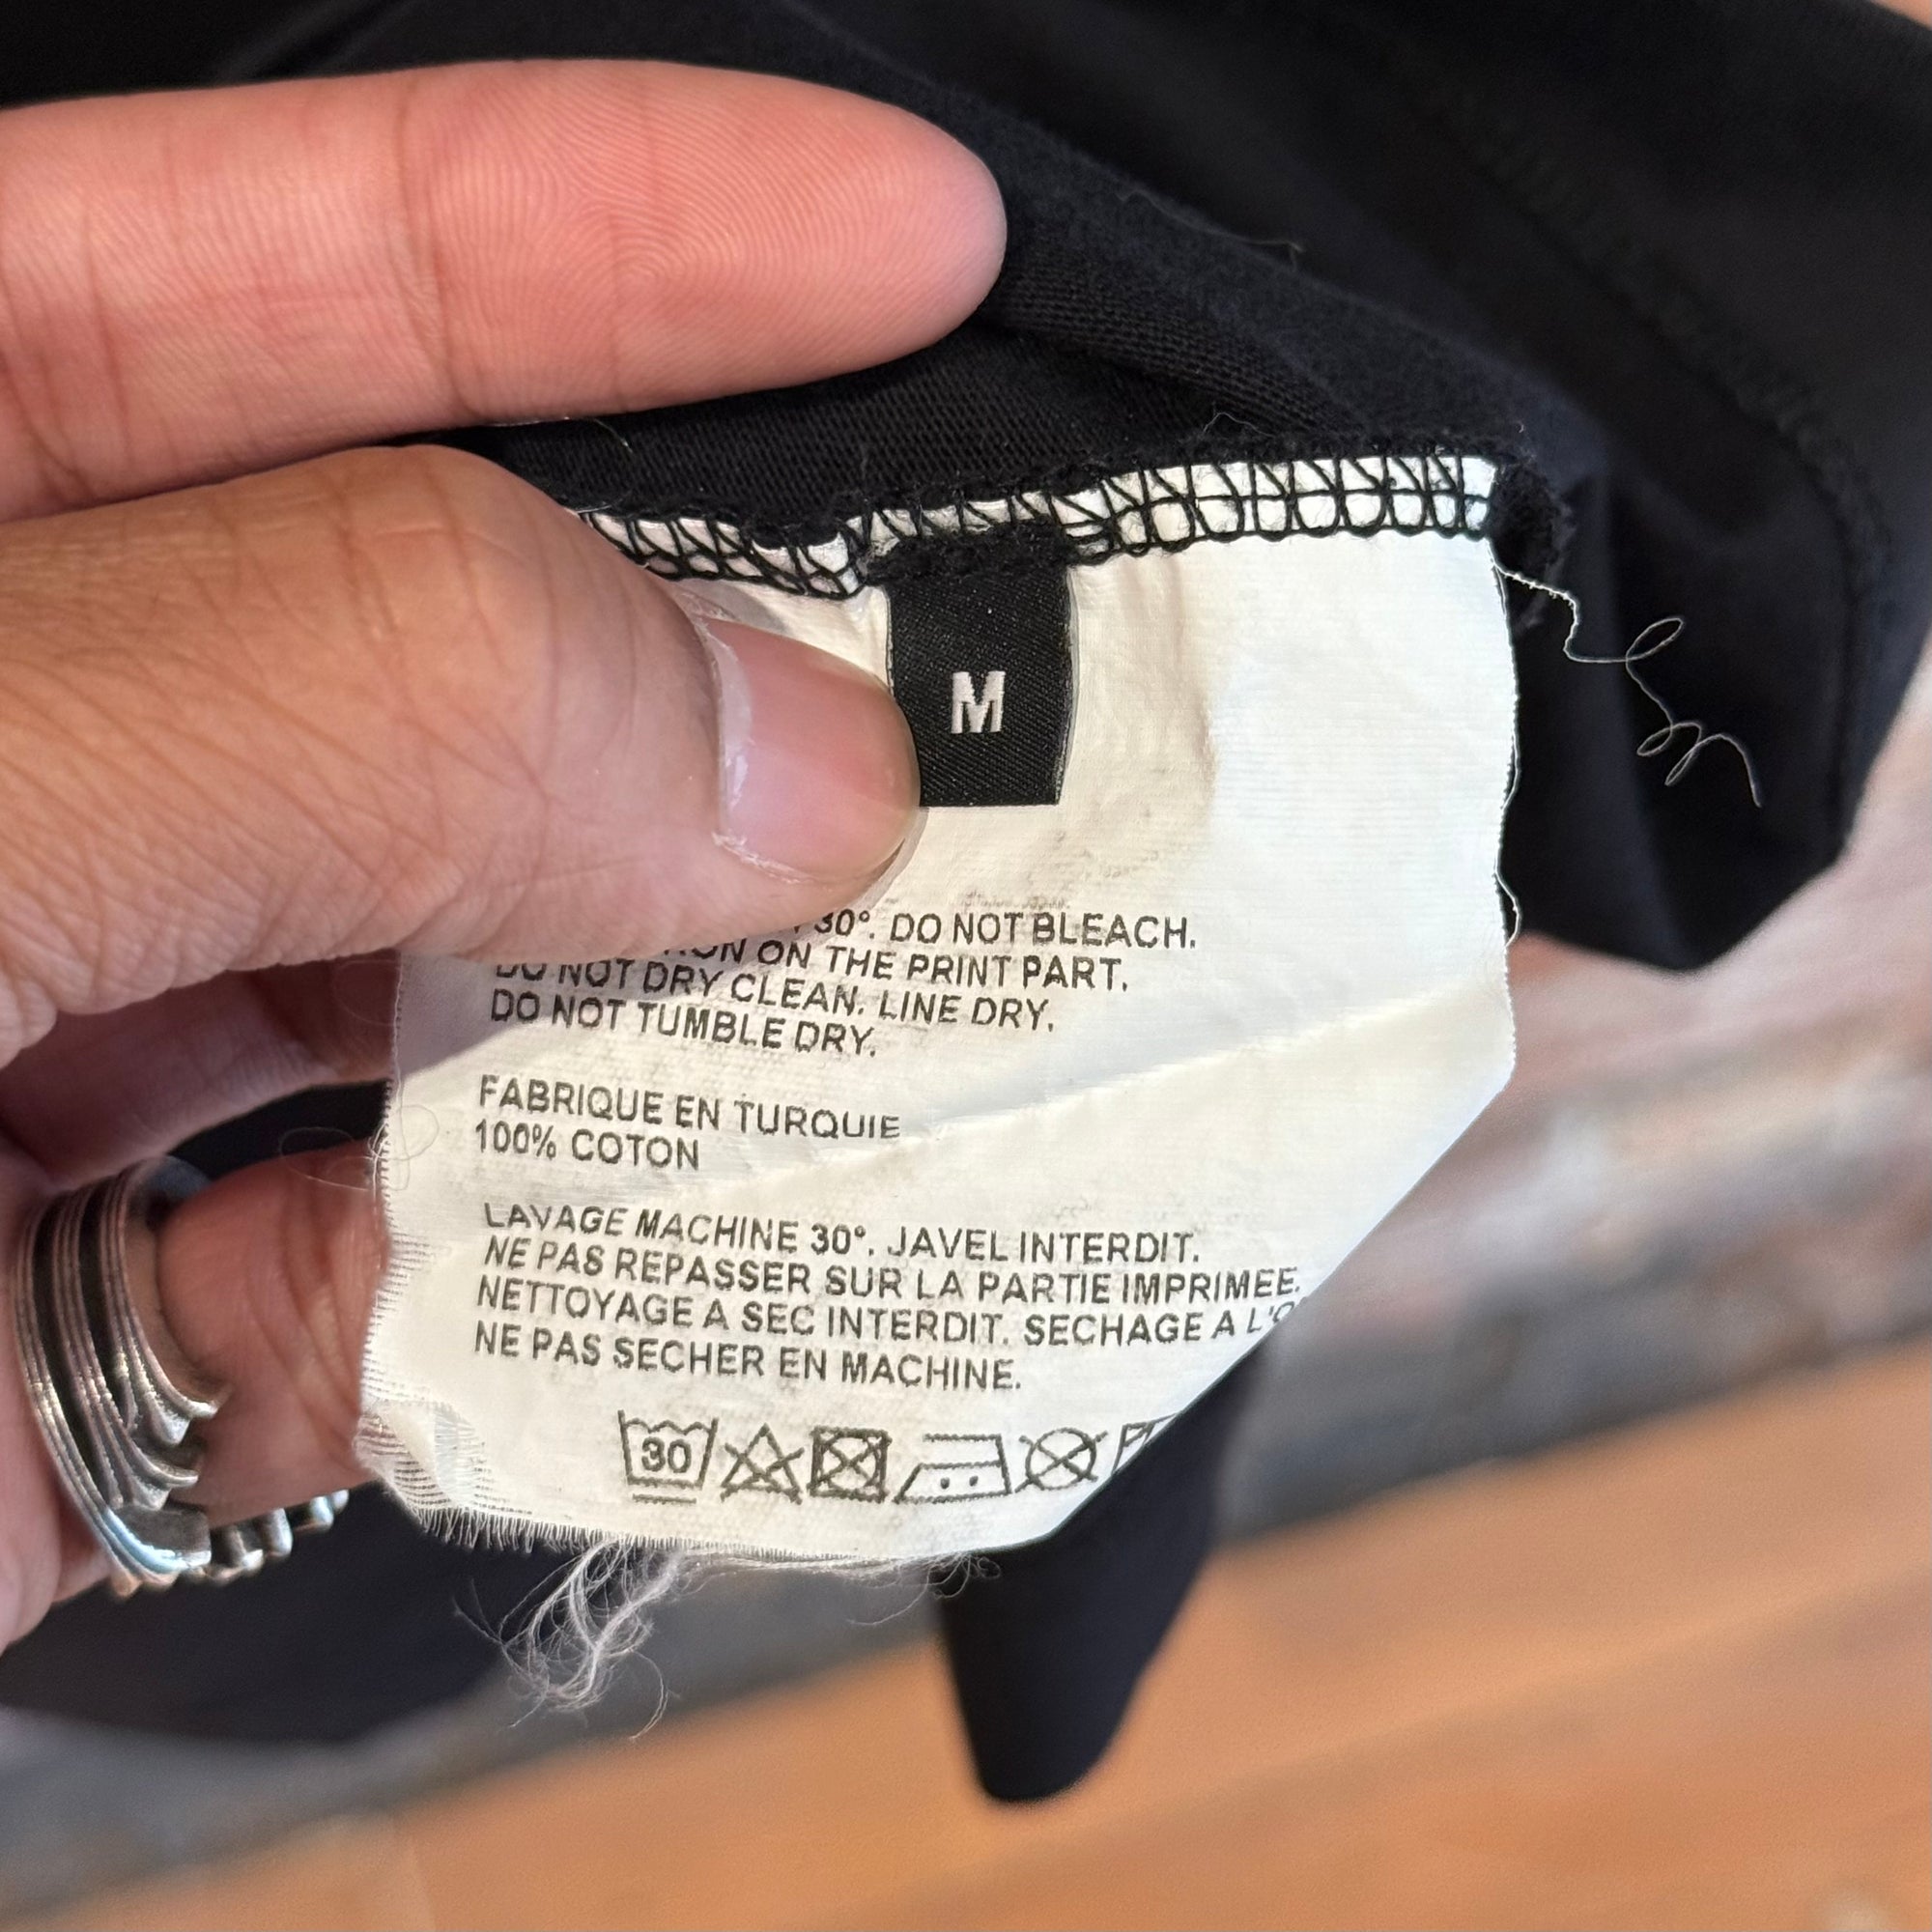 M
30°. DO NOT BLEACH.
ON THE PRINT PART.
DO NOT DRY CLEAN. LINE DRY.
DO NOT TUMBLE DRY.
FABRIQUE EN TURQUIE
100% COTON
LAVAGE MACHINE 30°. JAVEL INTERDIT.
NE PAS REPASSER SUR LA PARTIE IMPRIMEE.
NETTOYAGE A SEC INTERDIT. SECHAGE A
NE PAS SECHER EN MACHINE.
30